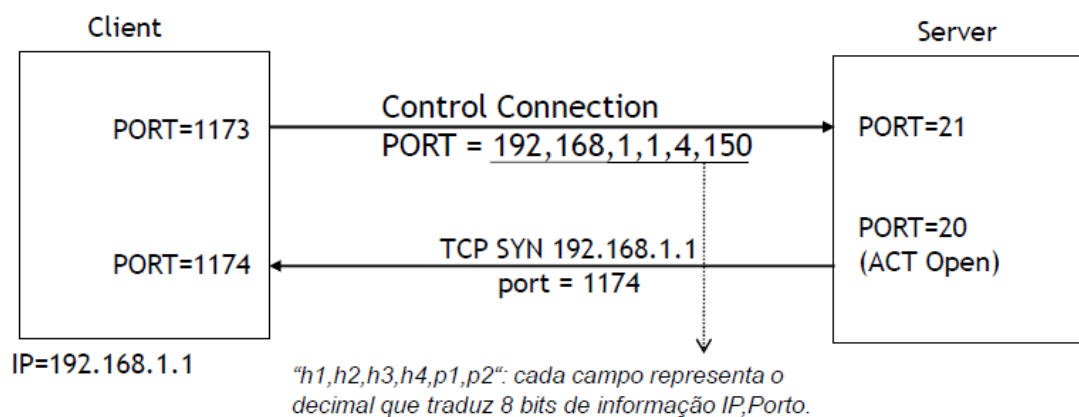 Client
Server
Control Connection
PORT=1173
PORT=21
PORT = 192,168,1,1,4,150
PORT=20
(ACT Open)
TCP SYN 192.168.1.1
PORT=1174
port = 1174
IP=192.168.1.1
“h1,h2,h3,h4,p1,p2“: cada campo representa o
decimal que traduz 8 bits de informação IP,Porto.